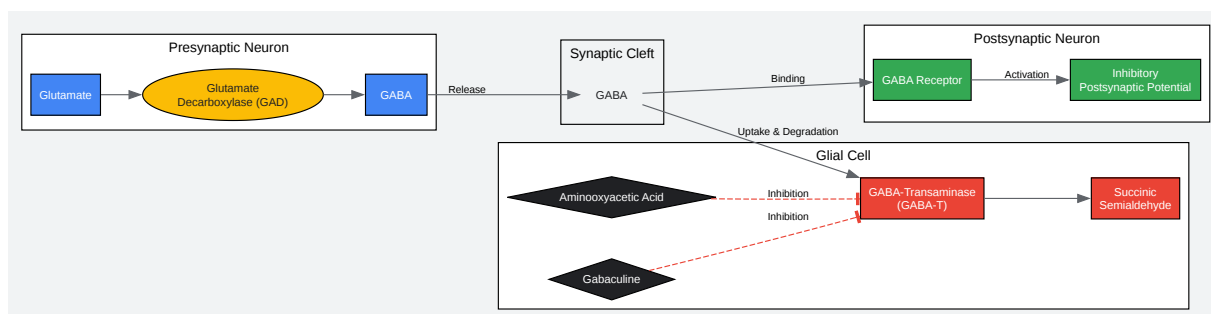 Presynaptic Neuron
Glutamate
Glutamate
Decarboxylase (GAD)
GABA
Release
Synaptic Cleft
GABA
Binding
Uptake & Degradation
Postsynaptic Neuron
GABA Receptor
Activation
Inhibitory
Postsynaptic Potential
Glial Cell
Aminooxyacetic Acid
Inhibition
Gabaculine
Inhibition
GABA-Transaminase
(GABA-T)
Succinic
Semialdehyde